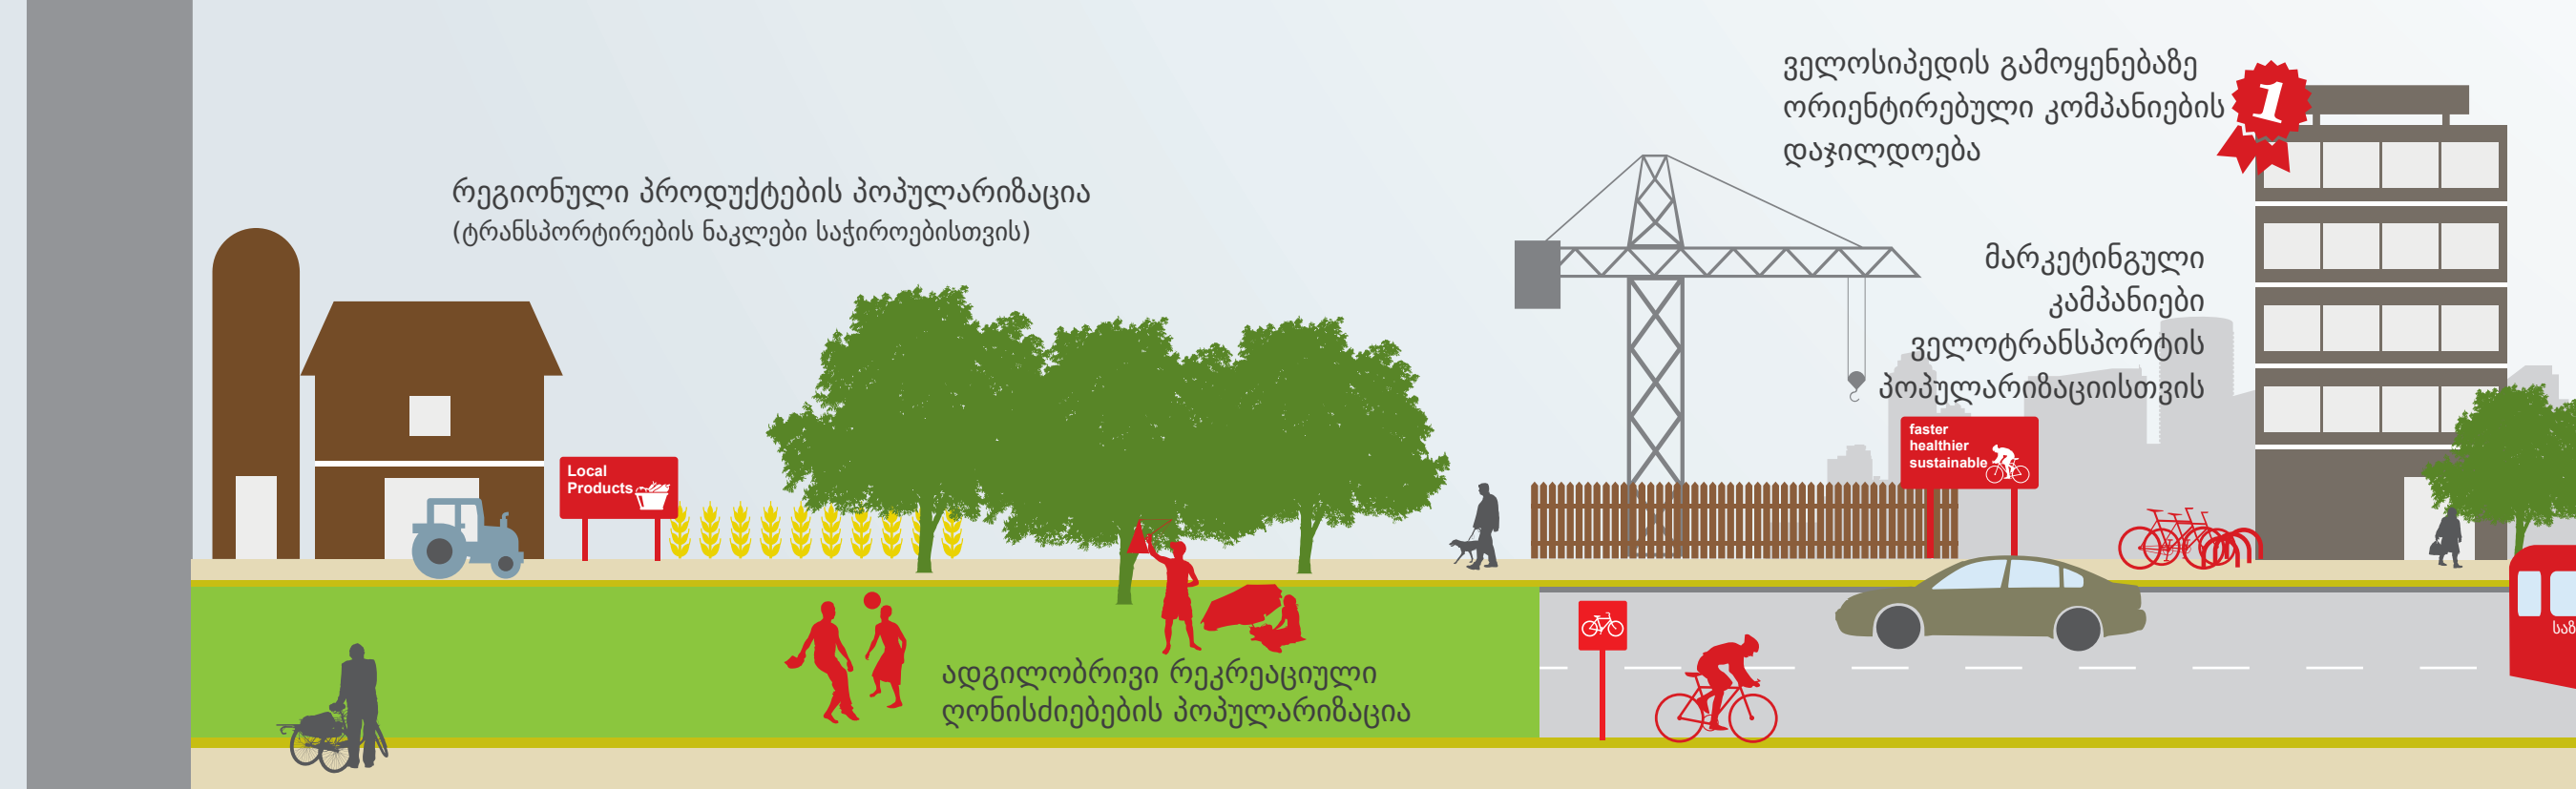 რეგიონული პროდუქტების პოპულარიზაცია
(ტრანსპორტირების ნაკლები საჭიროებისთვის)
Local
Products
ადგილობრივი რეკრეაციული
ღონისძიებების პოპულარიზაცია
ველოსიპედის გამოყენებაზე
ორიენტირებული კომპანიების
დაჯილდოება
1
მარკეტინგული
კამპანიები
ველოტრანსპორტის
პოპულარიზაციისთვის
faster
healthier
sustainable
საზ